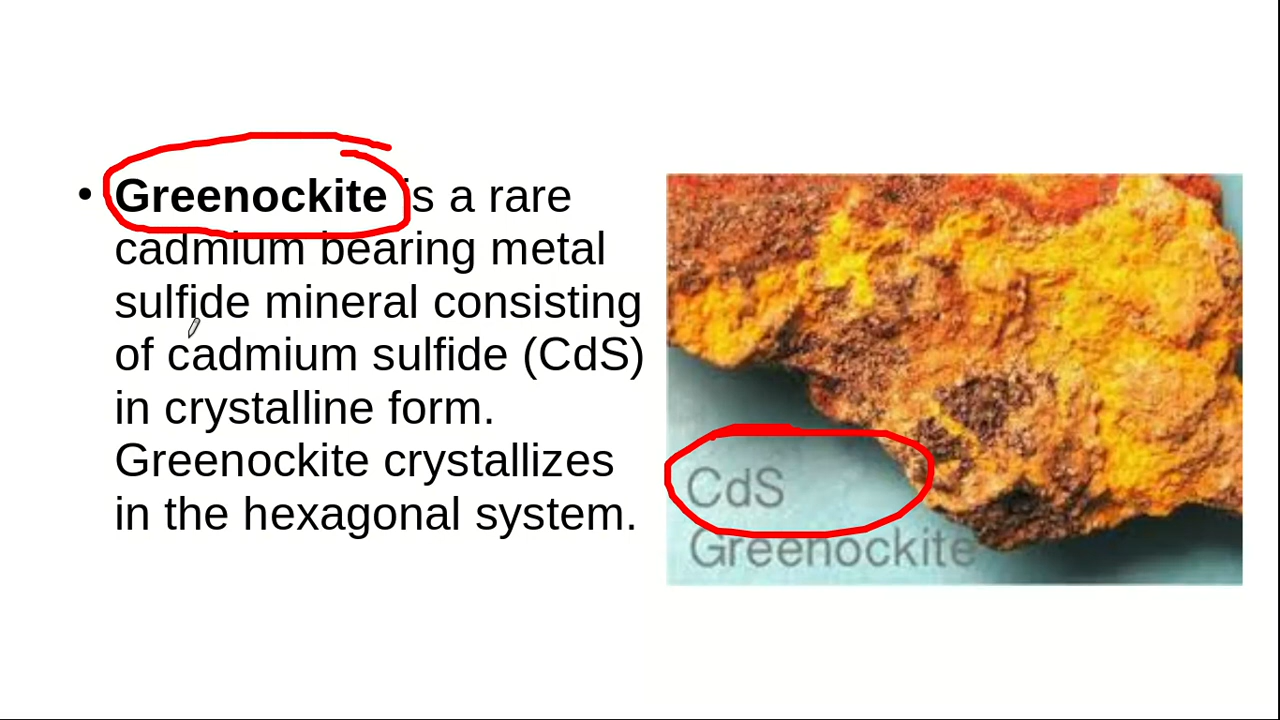 • Greenockite is a rare
cadmium bearing metal
sulfide mineral consisting
of cadmium sulfide (CdS)
in crystalline form.
Greenockite crystallizes
in the hexagonal system.
CdS
Greenockite